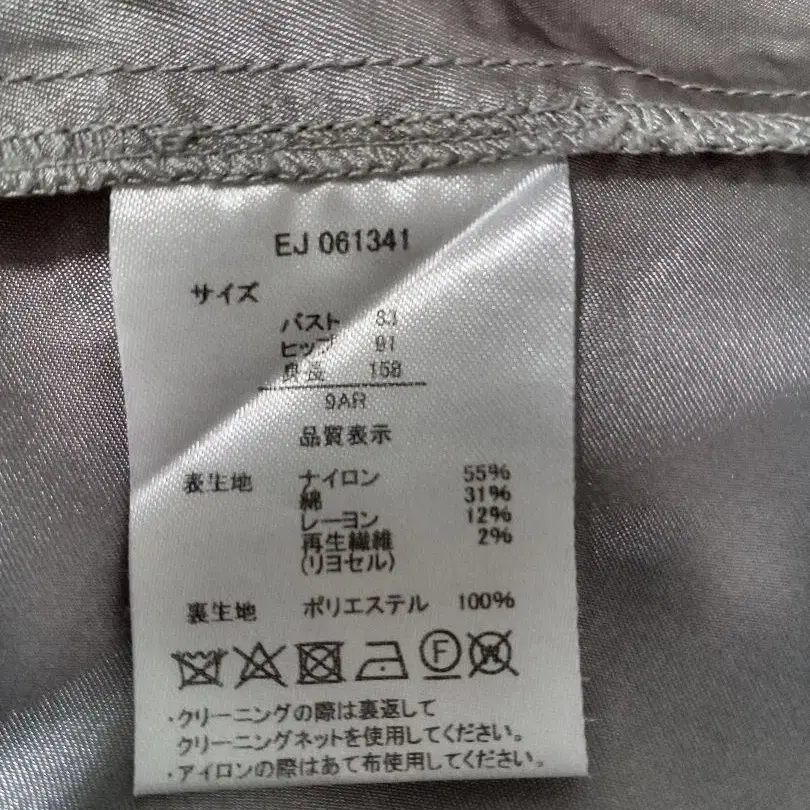 EJ 061341
サイズ
バスト 83
ヒップ 91
身長 158
9AR
品質表示
表生地 ナイロン 55%
綿 31%
レーヨン 12%
再生繊維 2%
(リヨセル)
裏生地 ポリエステル 100%
F W
・クリーニングの際は裏返して
クリーニングネットを使用してください。
・アイロンの際はあて布使用してください。